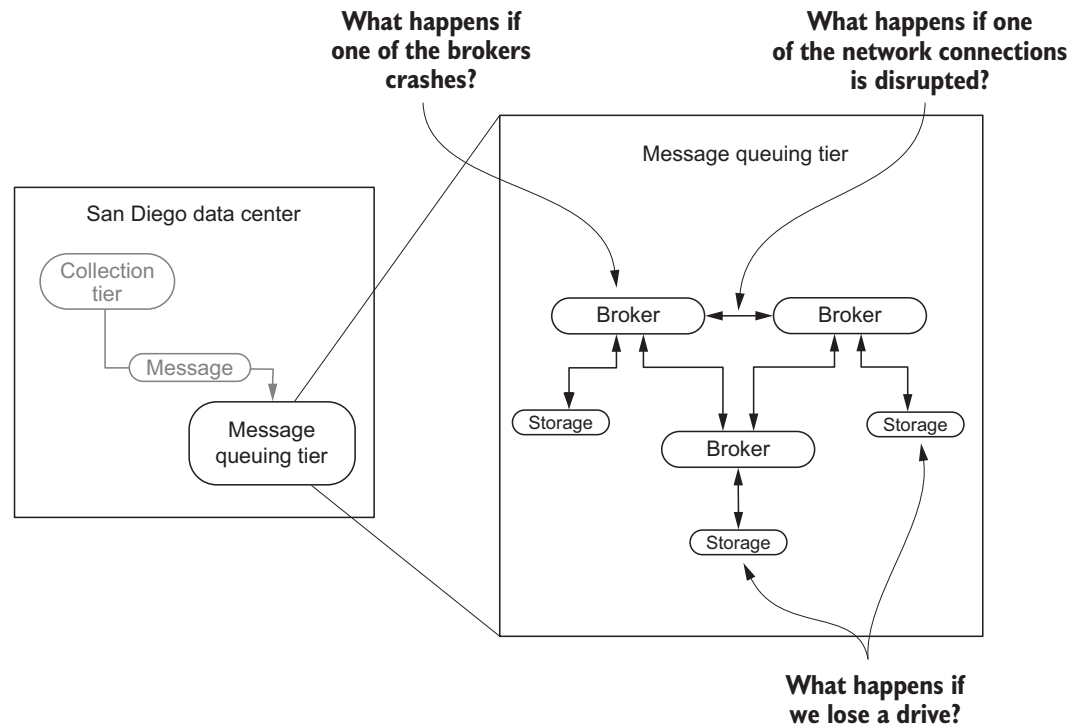 What happens if
one of the brokers
crashes?
What happens if one
of the network connections
is disrupted?
Message queuing tier
San Diego data center
Collection
tier
Message
Message
queuing tier
Broker
Broker
Storage
Storage
Broker
Storage
What happens if
we lose a drive?